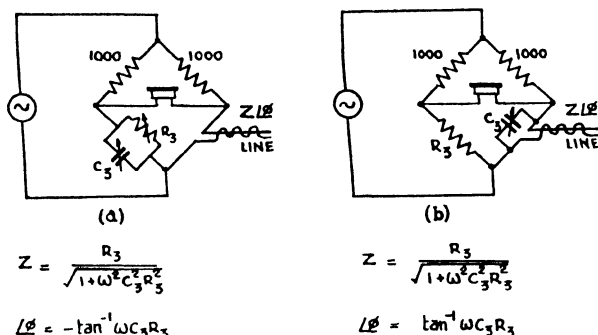 1000 1000
Z∠Ø
R₃
C₃
LINE
(a)
Z = R₃ / √(1+ω²C₃²R₃²)
∠Ø = -tan⁻¹ ωC₃R₃
1000 1000
Z∠Ø
C₃
R₃
LINE
(b)
Z = R₃ / √(1+ω²C₃²R₃²)
∠Ø = tan⁻¹ ωC₃R₃